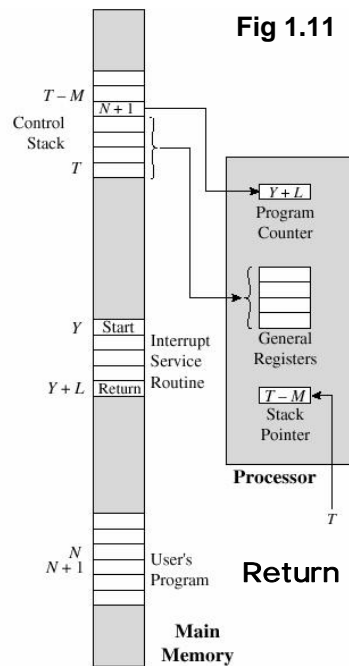 Fig 1.11
T – M
N + 1
Control
Stack
T
Y + L
Program
Counter
Y
Start
Interrupt
Service
Routine
General
Registers
Y + L
Return
T – M
Stack
Pointer
Processor
T
N
N + 1
User's
Program
Return
Main
Memory